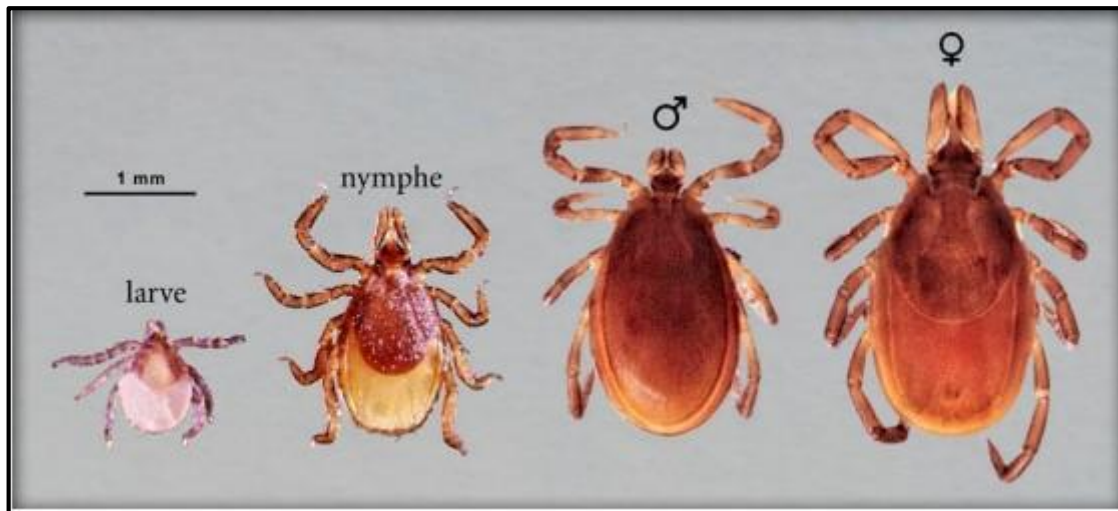 ♀
♂
nymphe
1 mm
larve